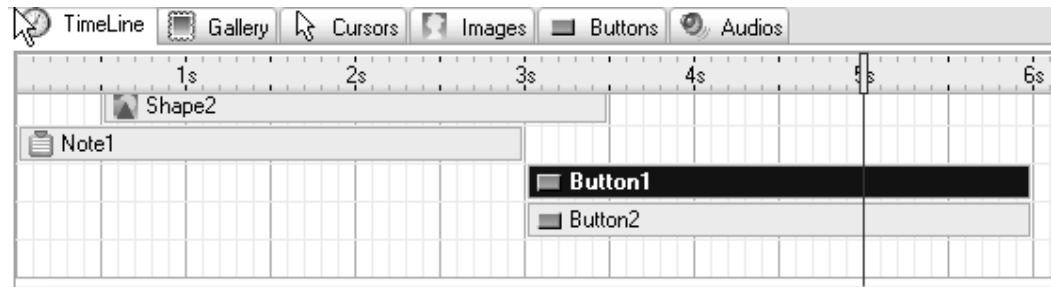 TimeLine Gallery Cursors Images Buttons Audios
1s 2s 3s 4s 5s 6s
Shape2
Note1
Button1
Button2